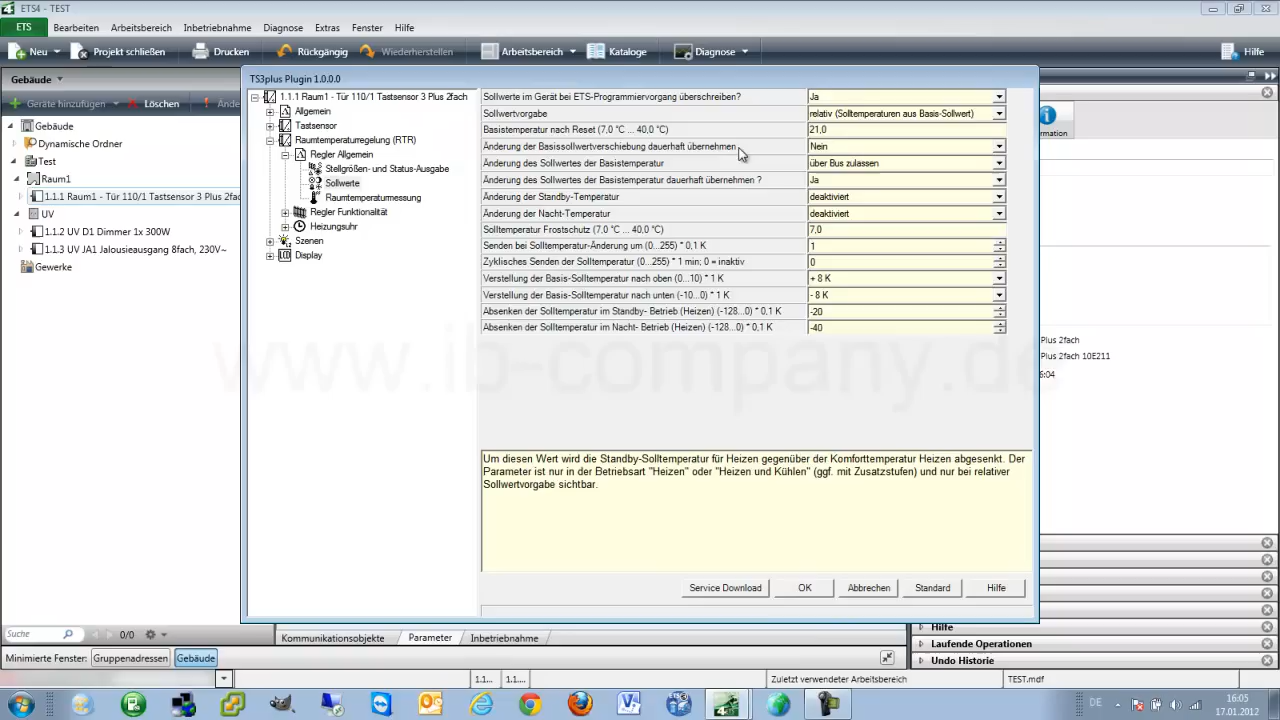 ETS4 - TEST
ETS Bearbeiten Arbeitsbereich Inbetriebnahme Diagnose Extras Fenster Hilfe
Neu Projekt schließen Drucken Rückgängig Wiederherstellen Arbeitsbereich Kataloge Diagnose Hilfe
Gebäude
Geräte hinzufügen Löschen Ände
Gebäude
Dynamische Ordner
Test
Raum1
1.1.1 Raum1 - Tür 110/1 Tastsensor 3 Plus 2fac
UV
1.1.2 UV D1 Dimmer 1x 300W
1.1.3 UV JA1 Jalousieausgang 8fach, 230V~
Gewerke
TS3plus Plugin 1.0.0.0
1.1.1 Raum1 - Tür 110/1 Tastsensor 3 Plus 2fach
Allgemein
Tastsensor
Raumtemperaturregelung (RTR)
Regler Allgemein
Stellgrößen- und Status-Ausgabe
Sollwerte
Raumtemperaturmessung
Regler Funktionalität
Heizungsuhr
Szenen
Display
Sollwerte im Gerät bei ETS-Programmiervorgang überschreiben? Ja
Sollwertvorgabe relativ (Solltemperaturen aus Basis-Sollwert)
Basistemperatur nach Reset (7,0 °C ... 40,0 °C) 21,0
Änderung der Basissollwertverschiebung dauerhaft übernehmen Nein
Änderung des Sollwertes der Basistemperatur über Bus zulassen
Änderung des Sollwertes der Basistemperatur dauerhaft übernehmen ? Ja
Änderung der Standby-Temperatur deaktiviert
Änderung der Nacht-Temperatur deaktiviert
Solltemperatur Frostschutz (7,0 °C ... 40,0 °C) 7,0
Senden bei Solltemperatur-Änderung um (0...255) * 0,1 K 1
Zyklisches Senden der Solltemperatur (0...255) * 1 min; 0 = inaktiv 0
Verstellung der Basis-Solltemperatur nach oben (0...10) * 1 K + 8 K
Verstellung der Basis-Solltemperatur nach unten (-10...0) * 1 K - 8 K
Absenken der Solltemperatur im Standby- Betrieb (Heizen) (-128...0) * 0,1 K -20
Absenken der Solltemperatur im Nacht- Betrieb (Heizen) (-128...0) * 0,1 K -40
www.ib-company.de
Um diesen Wert wird die Standby-Solltemperatur für Heizen gegenüber der Komforttemperatur Heizen abgesenkt. Der
Parameter ist nur in der Betriebsart "Heizen" oder "Heizen und Kühlen" (ggf. mit Zusatzstufen) und nur bei relativer
Sollwertvorgabe sichtbar.
Service Download OK Abbrechen Standard Hilfe
mation
Plus 2fach
Plus 2fach 10E211
6:04
Hilfe
Laufende Operationen
Undo Historie
Suche 0/0
Kommunikationsobjekte Parameter Inbetriebnahme
Minimierte Fenster: Gruppenadressen Gebäude
1.1... 1.1.... Zuletzt verwendeter Arbeitsbereich TEST.mdf
DE 16:05
17.01.2012